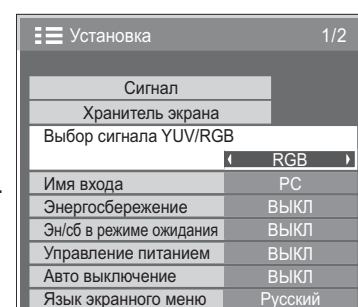 Установка 1/2
Сигнал
Хранитель экрана
Выбор сигнала YUV/RGB
RGB
Имя входа PC
Энергосбережение ВЫКЛ
Эн/сб в режиме ожидания ВЫКЛ
Управление питанием ВЫКЛ
Авто выключение ВЫКЛ
Язык экранного меню Русский